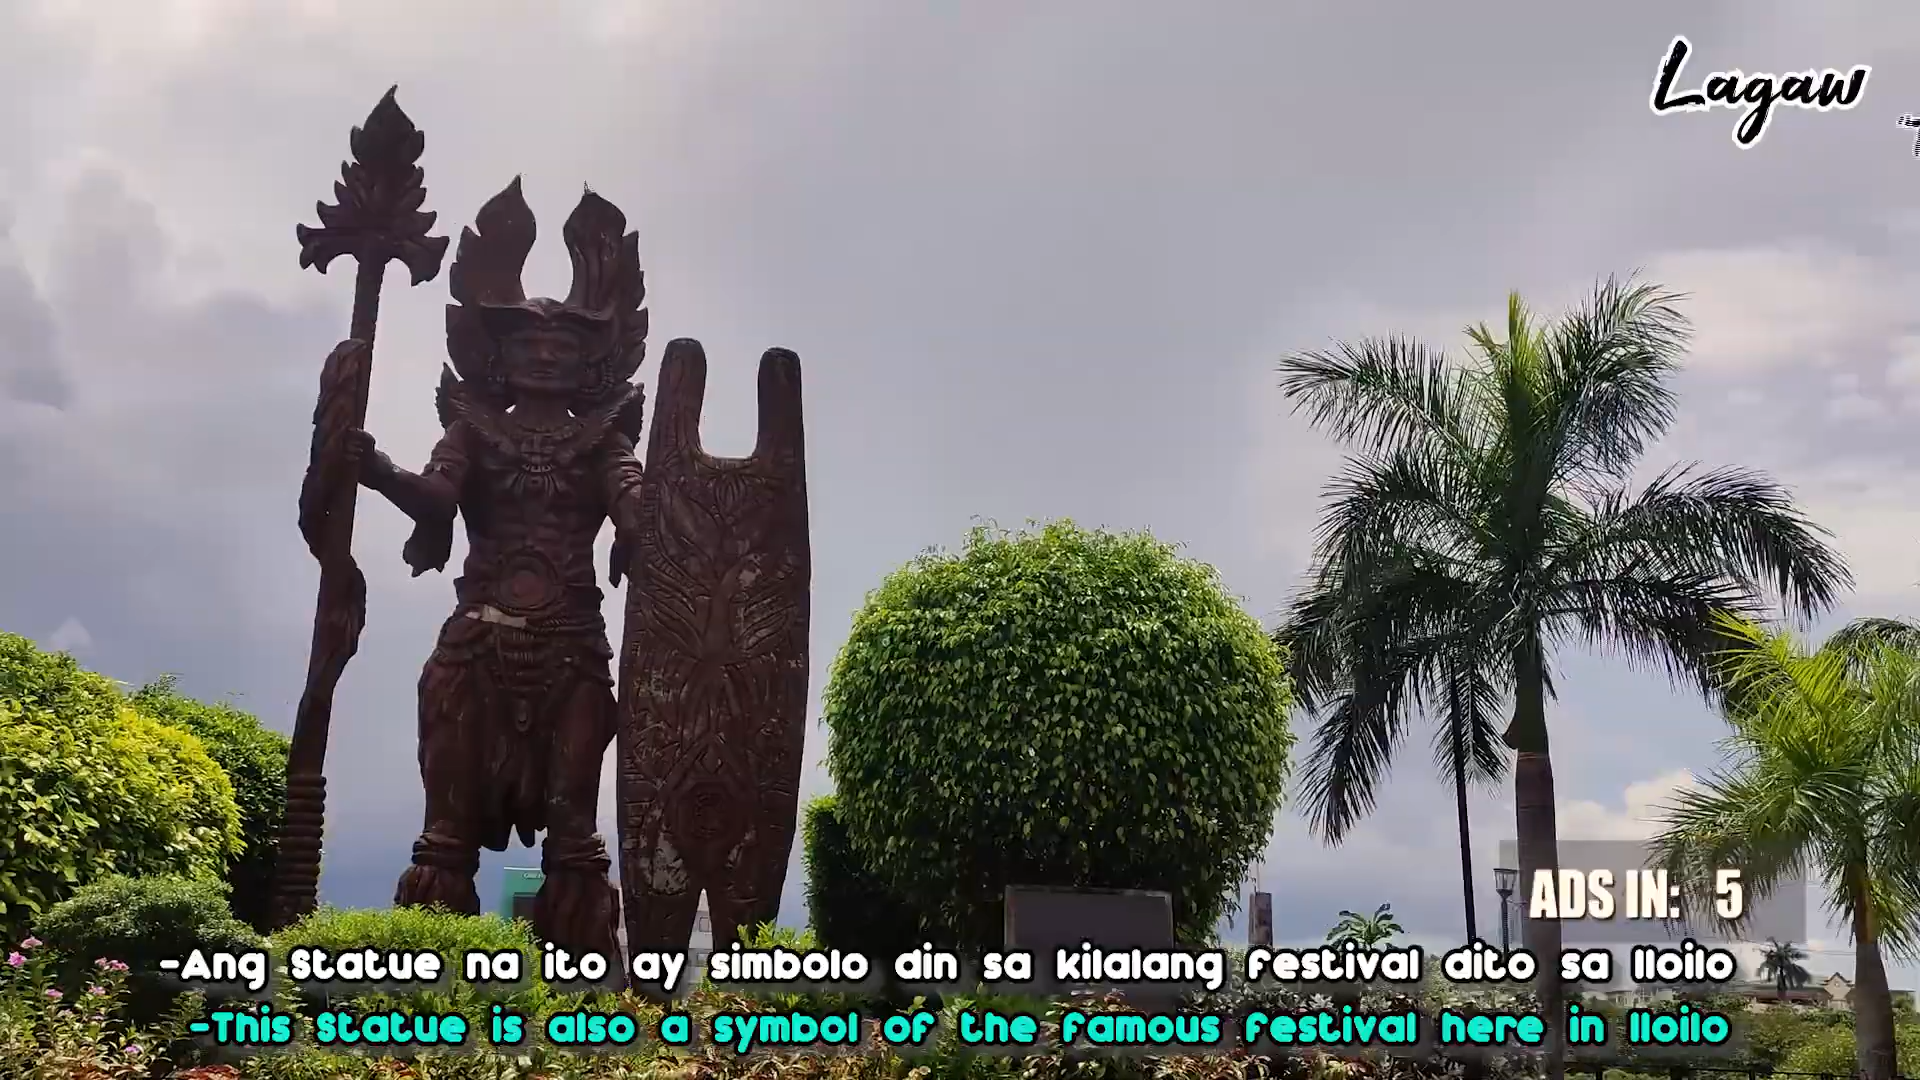 Lagaw
ADS IN: 5
-Ang Statue na ito ay simbolo din sa kilalang festival dito sa Iloilo
-This Statue is also a symbol of the famous festival here in Iloilo